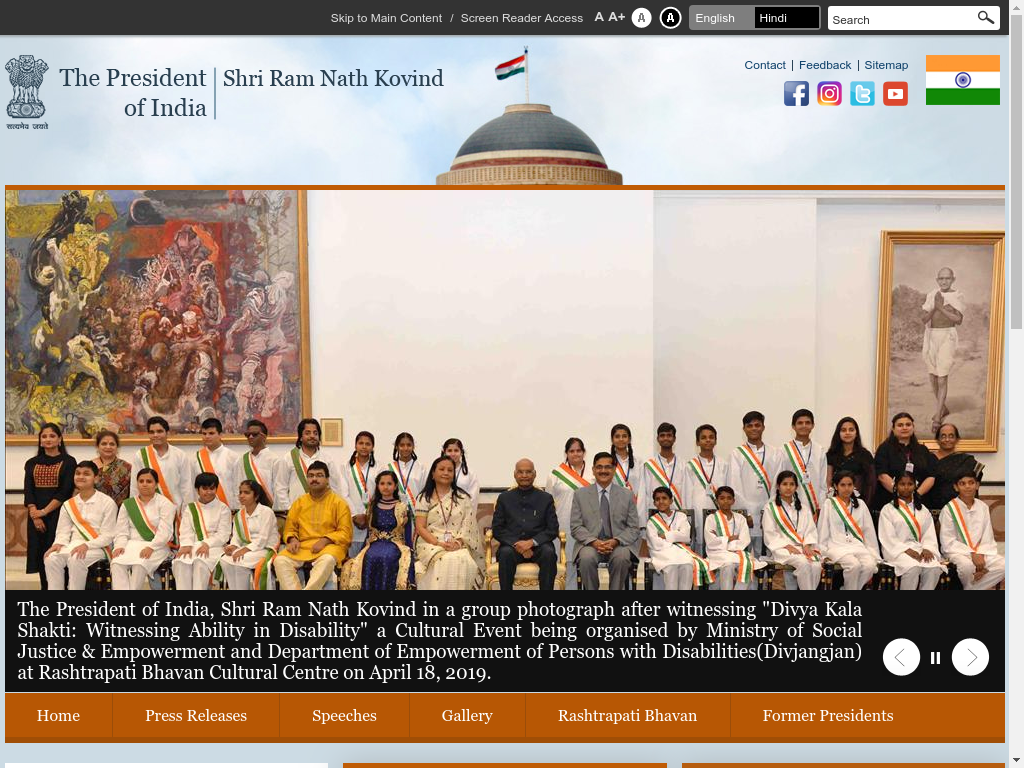 Skip to Main Content / Screen Reader Access A A+ A A English Hindi Search
Contact | Feedback | Sitemap
The President of India
Shri Ram Nath Kovind
सत्यमेव जयते
The President of India, Shri Ram Nath Kovind in a group photograph after witnessing "Divya Kala
Shakti: Witnessing Ability in Disability" a Cultural Event being organised by Ministry of Social
Justice & Empowerment and Department of Empowerment of Persons with Disabilities(Divjangjan)
at Rashtrapati Bhavan Cultural Centre on April 18, 2019.
Home Press Releases Speeches Gallery Rashtrapati Bhavan Former Presidents